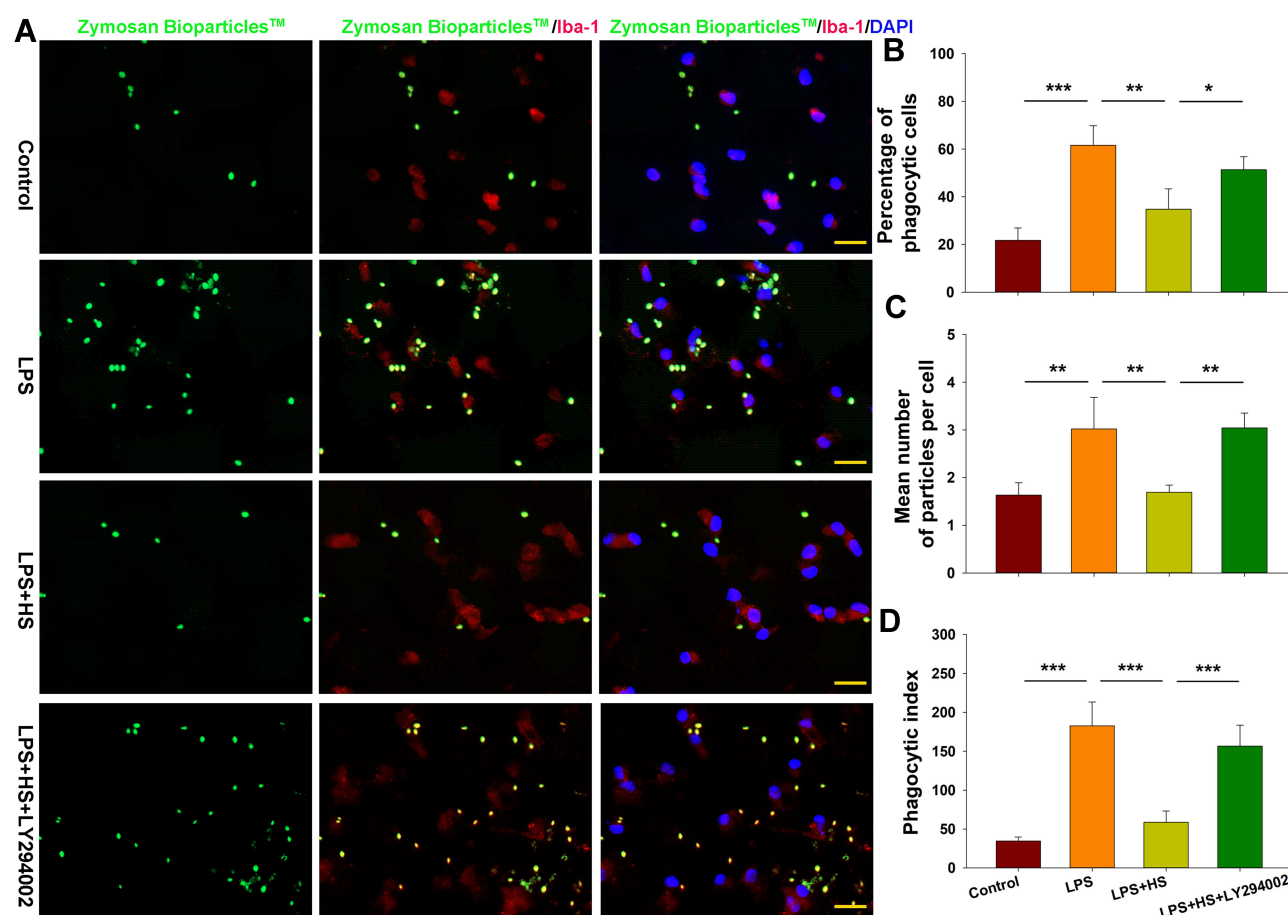 A
Zymosan Bioparticles™
Zymosan Bioparticles™/Iba-1
Zymosan Bioparticles™/Iba-1/DAPI
Control
LPS
LPS+HS
LPS+HS+LY294002
B
Percentage of
phagocytic cells
100
80
60
40
20
0
***
**
*
C
Mean number
of particles per cell
5
4
3
2
1
0
**
**
**
D
Phagocytic index
300
250
200
150
100
50
0
***
***
***
Control
LPS
LPS+HS
LPS+HS+LY294002